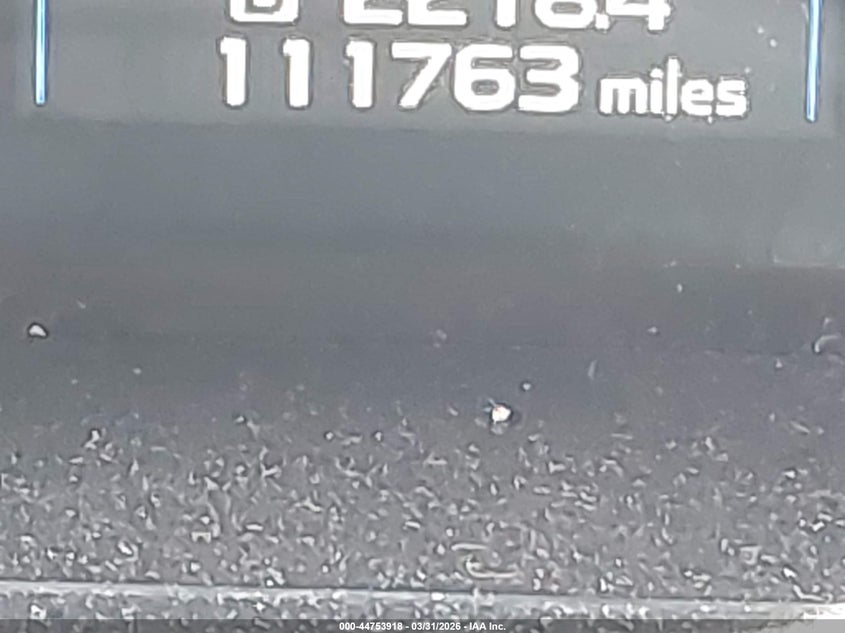 111763 miles
000-44753918 - 03/31/2026 - IAA Inc.